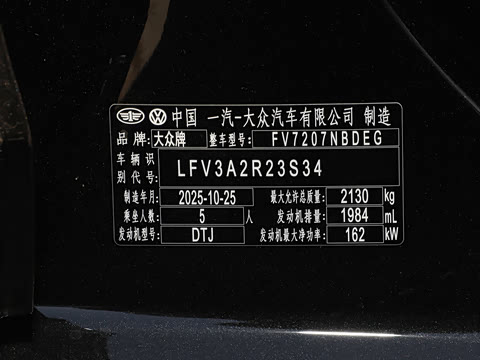 中国 一汽-大众汽车有限公司 制造
品牌: 大众牌 整车型号: FV7207NBDEG
车辆识别代号: LFV3A2R23S34
制造年月: 2025-10-25 最大允许总质量: 2130 kg
乘坐人数: 5 人 发动机排量: 1984 mL
发动机型号: DTJ 发动机最大净功率: 162 kW